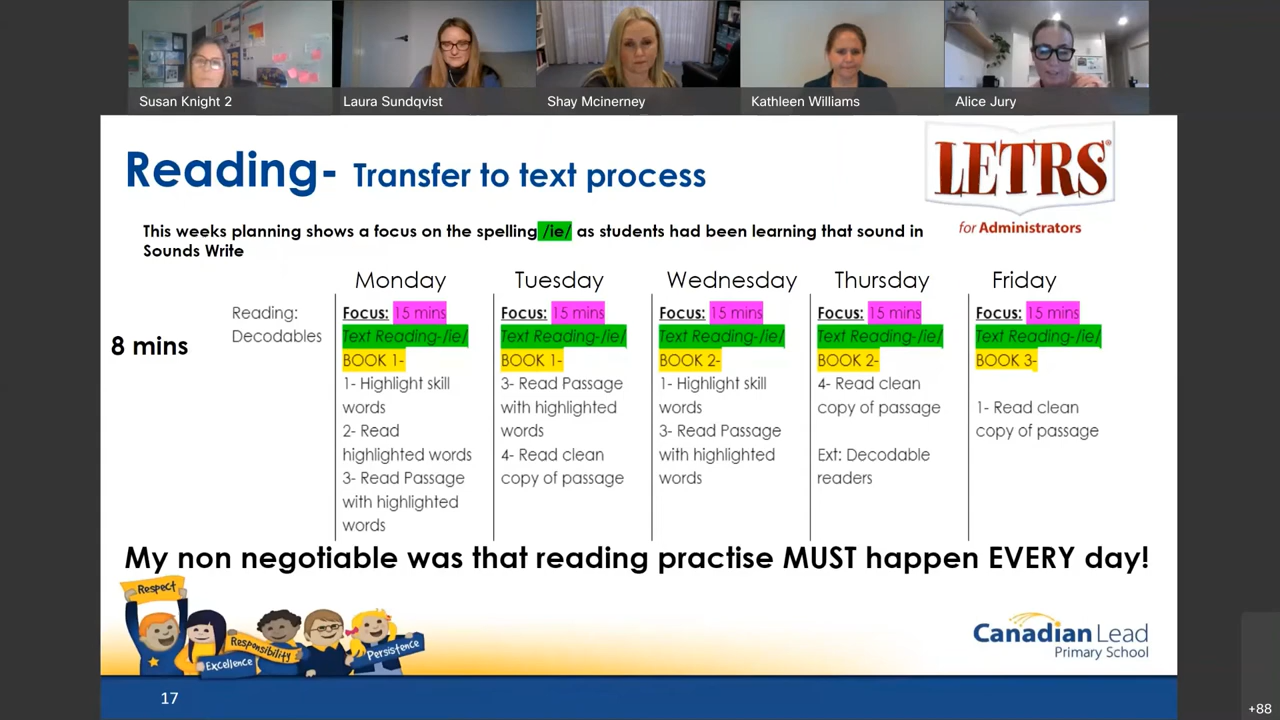 Susan Knight 2
Laura Sundqvist
Shay Mcinerney
Kathleen Williams
Alice Jury
Reading- Transfer to text process
LETRS®
for Administrators
This weeks planning shows a focus on the spelling /ie/ as students had been learning that sound in
Sounds Write
Monday
Tuesday
Wednesday
Thursday
Friday
8 mins
Reading:
Decodables
Focus: 15 mins
Text Reading-/ie/
BOOK 1-
1- Highlight skill
words
2- Read
highlighted words
3- Read Passage
with highlighted
words
Focus: 15 mins
Text Reading-/ie/
BOOK 1-
3- Read Passage
with highlighted
words
4- Read clean
copy of passage
Focus: 15 mins
Text Reading-/ie/
BOOK 2-
1- Highlight skill
words
3- Read Passage
with highlighted
words
Focus: 15 mins
Text Reading-/ie/
BOOK 2-
4- Read clean
copy of passage
Ext: Decodable
readers
Focus: 15 mins
Text Reading-/ie/
BOOK 3-
1- Read clean
copy of passage
My non negotiable was that reading practise MUST happen EVERY day!
Respect
Responsibility
Excellence
Persistence
Canadian Lead
Primary School
17
+88